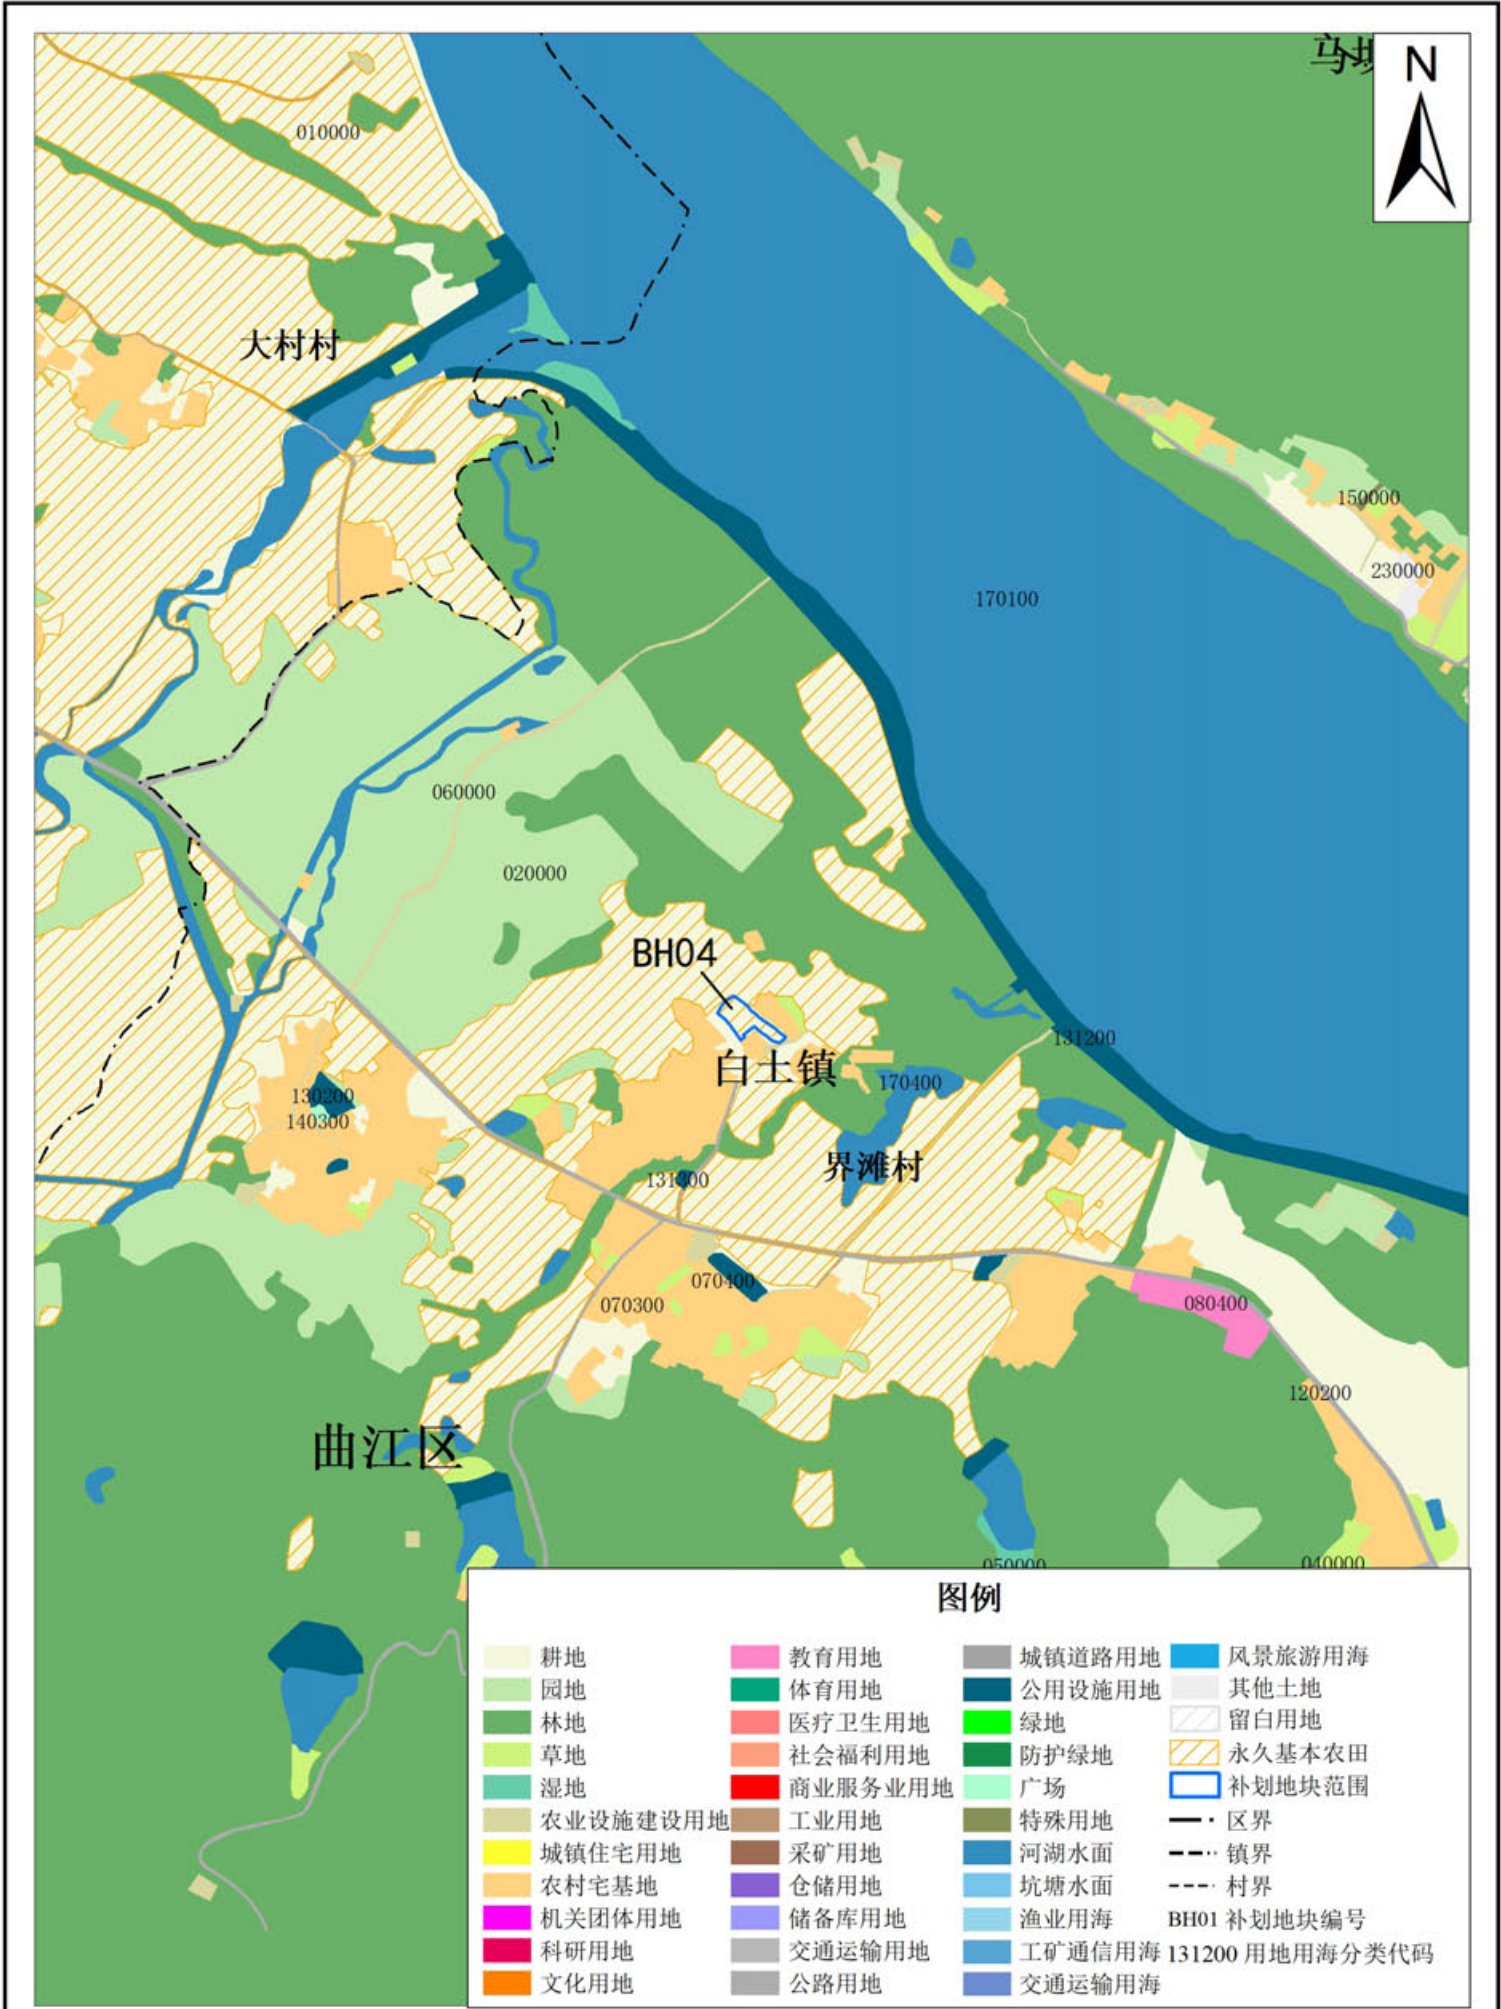 马坝
N
010000
大村村
150000
230000
170100
060000
020000
BH04
131200
白土镇
170400
130200
140300
界滩村
131300
070400
070300
080400
120200
曲江区
050000
040000
图例
耕地
园地
林地
草地
湿地
农业设施建设用地
城镇住宅用地
农村宅基地
机关团体用地
科研用地
文化用地
教育用地
体育用地
医疗卫生用地
社会福利用地
商业服务业用地
工业用地
采矿用地
仓储用地
储备库用地
交通运输用地
公路用地
城镇道路用地
公用设施用地
绿地
防护绿地
广场
特殊用地
河湖水面
坑塘水面
渔业用海
工矿通信用海
交通运输用海
风景旅游用海
其他土地
留白用地
永久基本农田
补划地块范围
区界
镇界
村界
BH01 补划地块编号
131200 用地用海分类代码